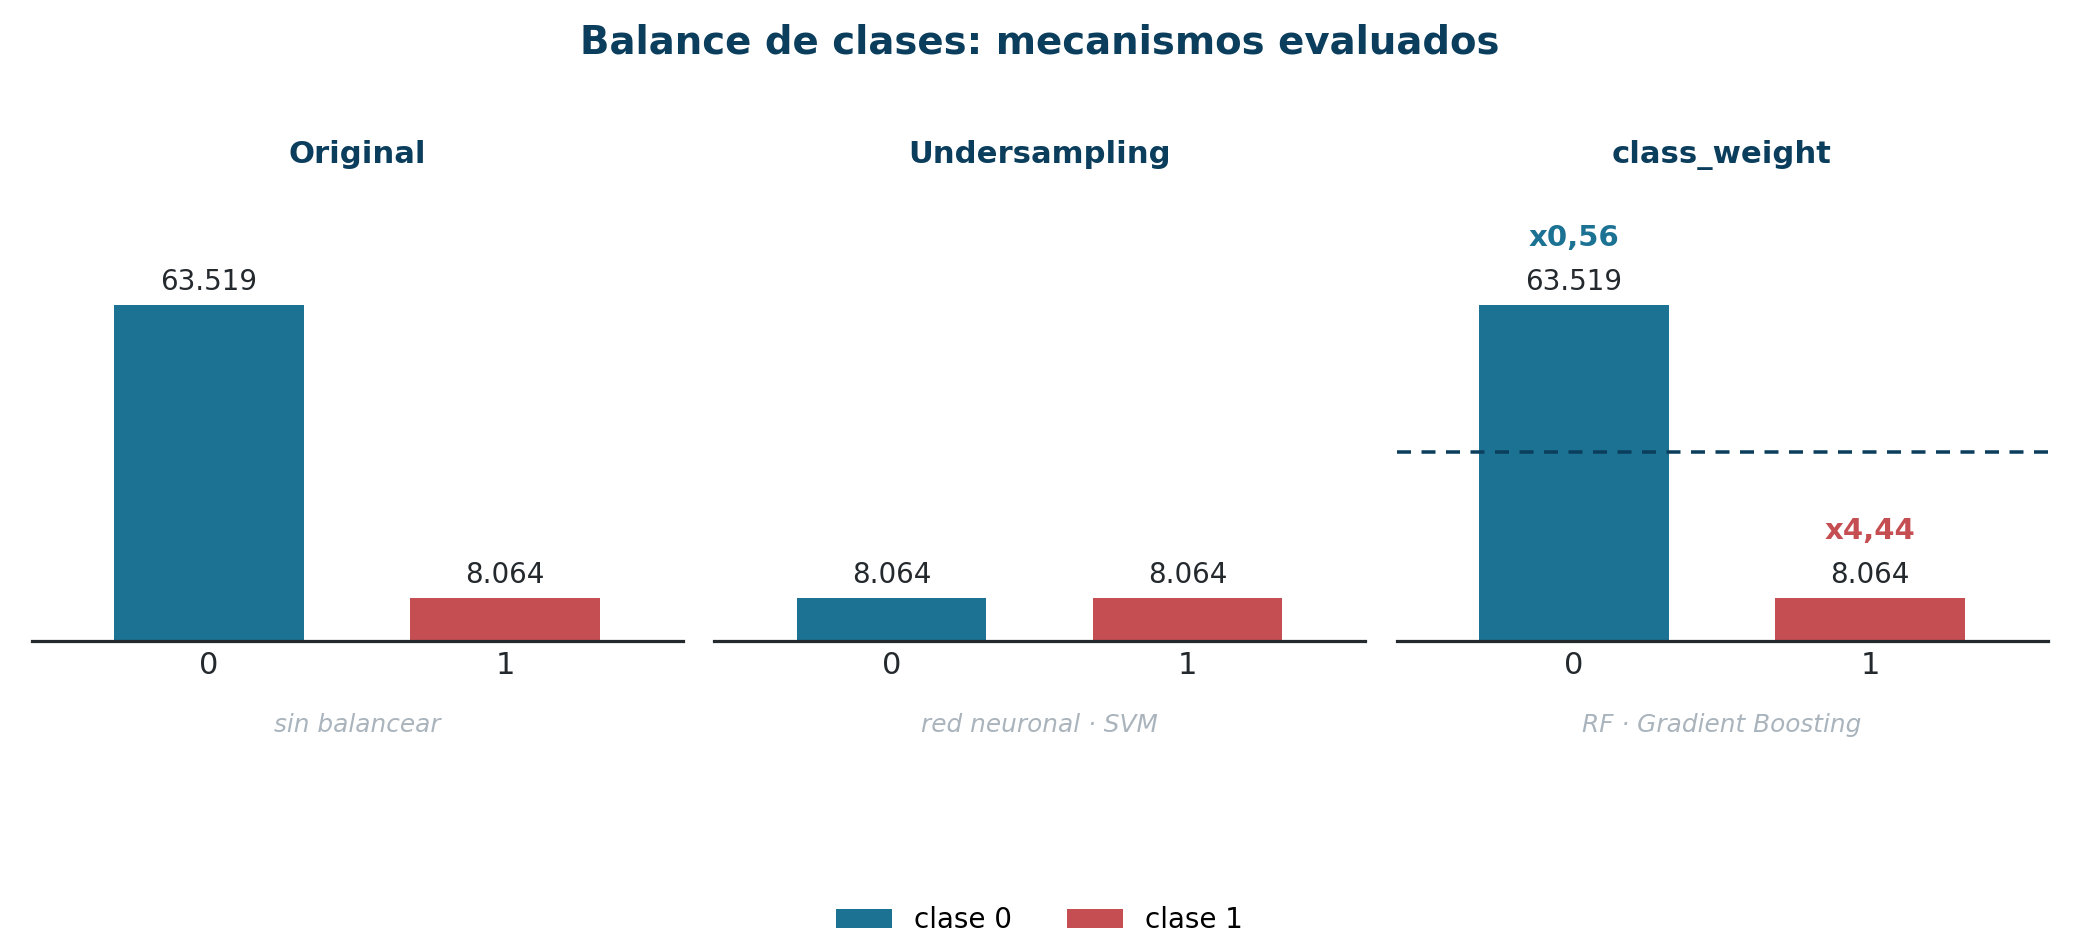 Balance de clases: mecanismos evaluados
Original
Undersampling
class_weight
x0,56
63.519
63.519
x4,44
8.064
8.064
8.064
8.064
0
1
0
1
0
1
sin balancear
red neuronal · SVM
RF · Gradient Boosting
clase 0
clase 1